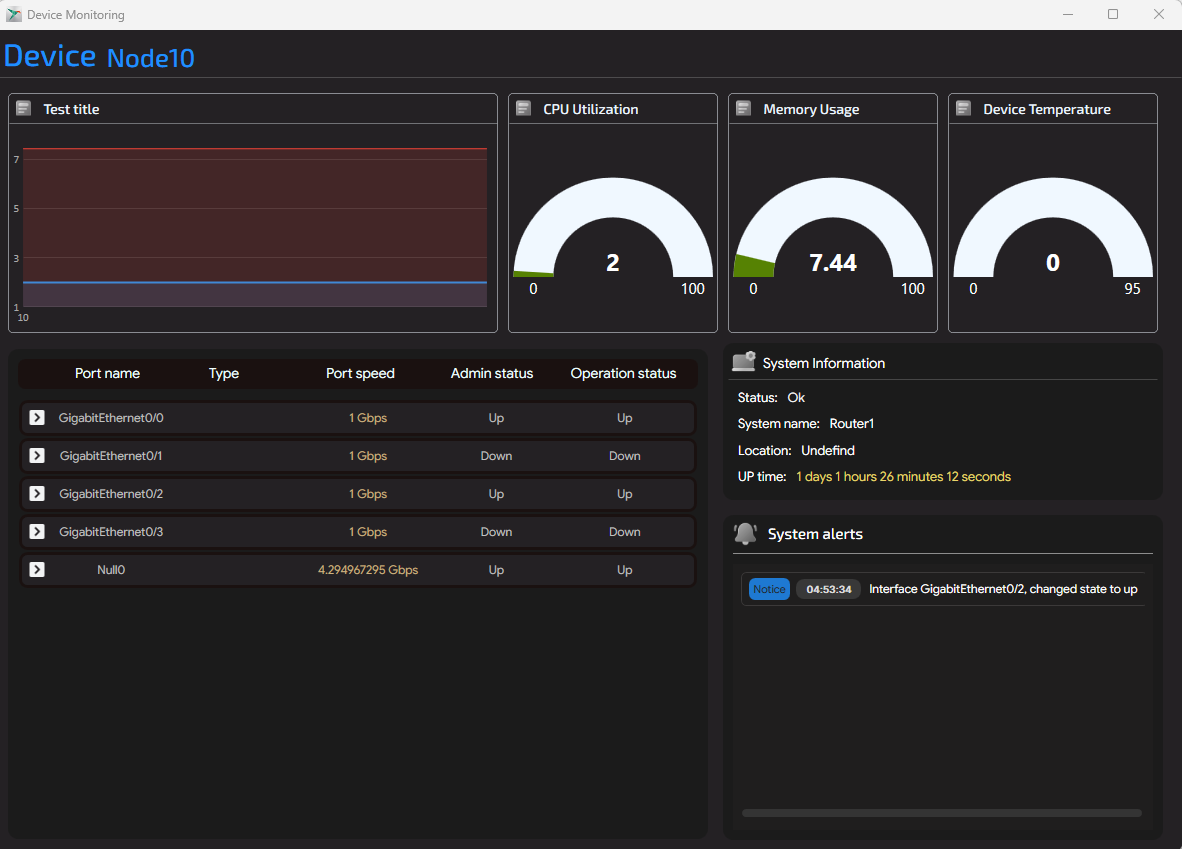 Device Monitoring
Device Node10
Test title
7
5
3
1
10
CPU Utilization
2
0 100
Memory Usage
7.44
0 100
Device Temperature
0
0 95
Port name Type Port speed Admin status Operation status
GigabitEthernet0/0 1 Gbps Up Up
GigabitEthernet0/1 1 Gbps Down Down
GigabitEthernet0/2 1 Gbps Up Up
GigabitEthernet0/3 1 Gbps Down Down
Null0 4.294967295 Gbps Up Up
System Information
Status: Ok
System name: Router1
Location: Undefind
UP time: 1 days 1 hours 26 minutes 12 seconds
System alerts
Notice 04:53:34 Interface GigabitEthernet0/2, changed state to up